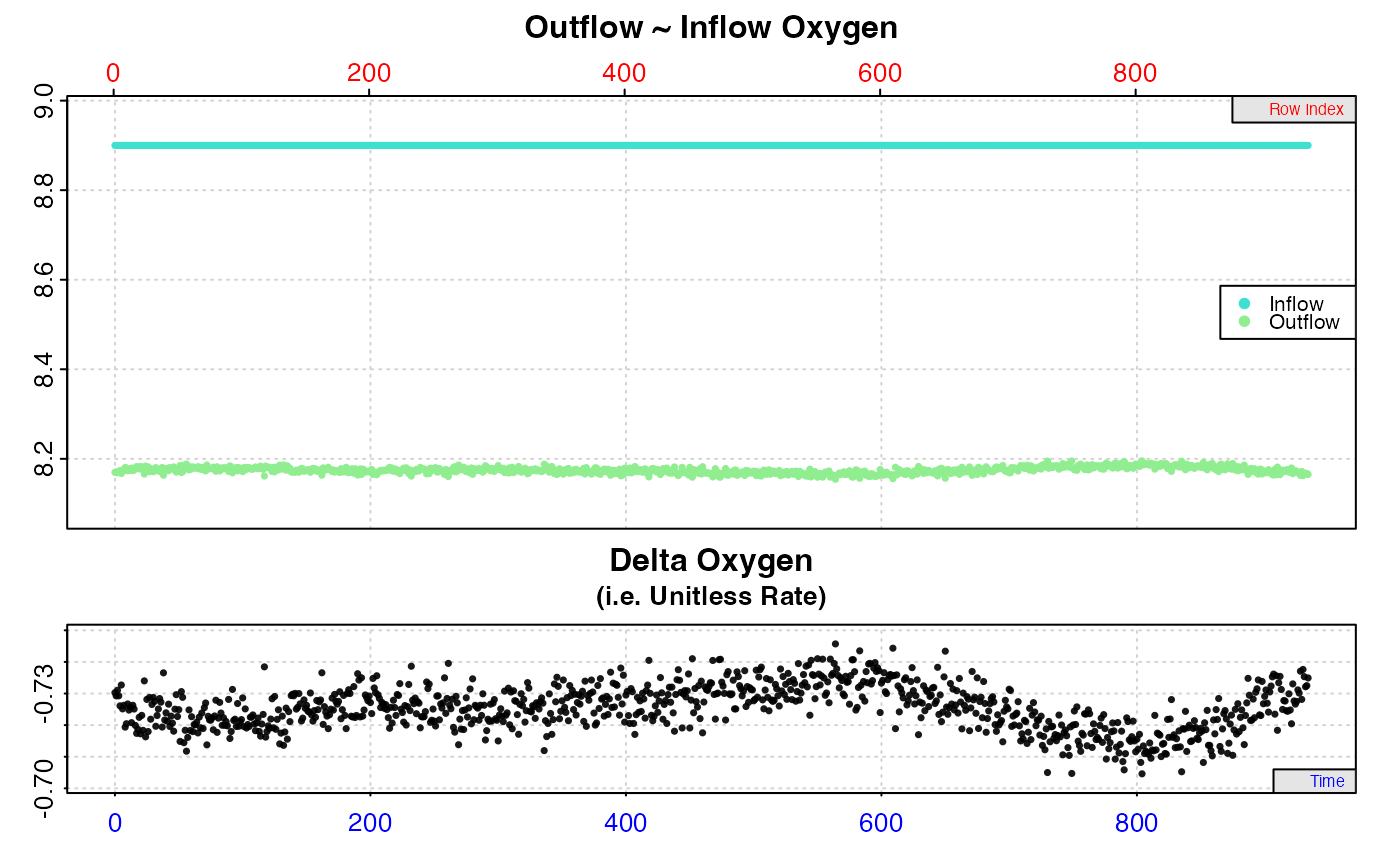 Outflow ~ Inflow Oxygen
0 200 400 600 800
Row Index
9.0
8.8
8.6
8.4
8.2
Inflow
Outflow
Delta Oxygen
(i.e. Unitless Rate)
-0.73
-0.70
Time
0 200 400 600 800